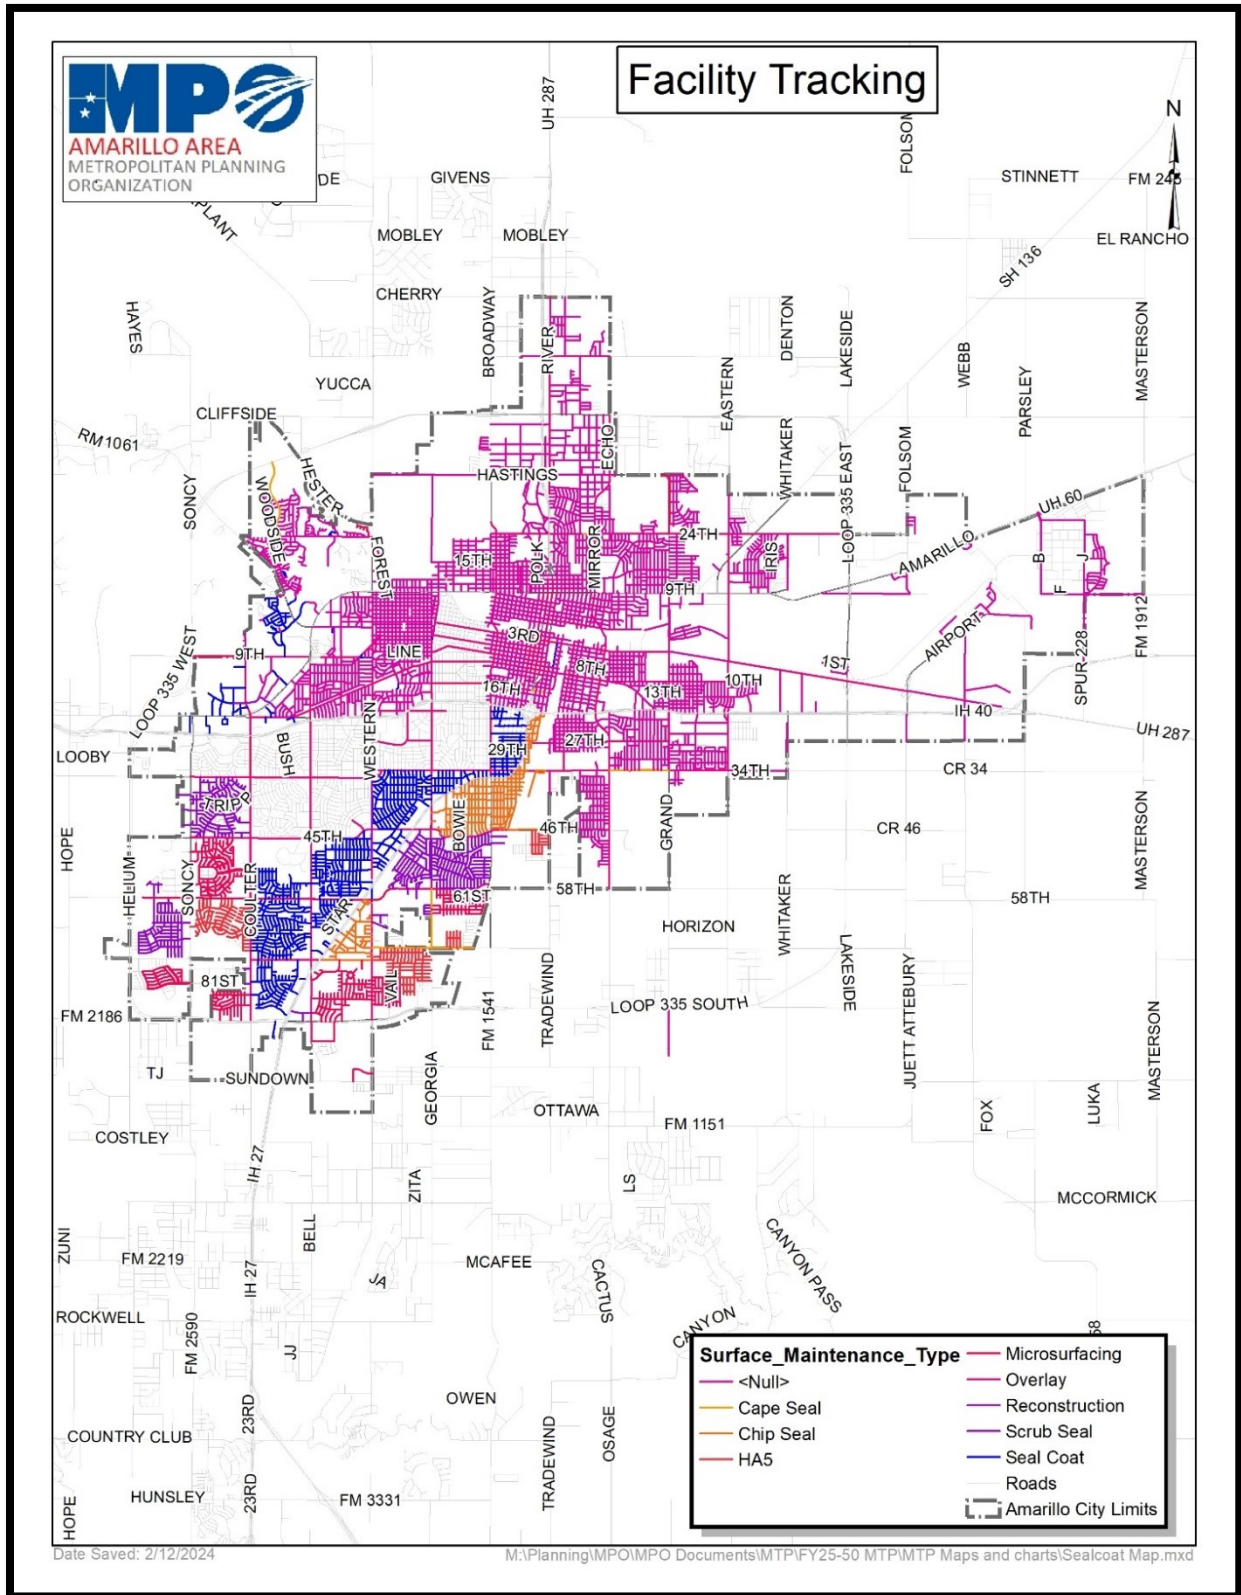 Facility Tracking
MPO
AMARILLO AREA
METROPOLITAN PLANNING
ORGANIZATION
N
UH 287
FOLSOM
DE
GIVENS
STINNETT
FM 245
PLANT
MOBLEY
MOBLEY
EL RANCHO
SH 136
CHERRY
HAYES
BROADWAY
RIVER
DENTON
LAKESIDE
MASTERSON
YUCCA
EASTERN
WEBB
PARSLEY
CLIFFSIDE
RM 1061
HESTER
HASTINGS
ECHO
WHITAKER
FOLSOM
SONCY
WOODSIDE
LOOP 335 EAST
UH 60
FOREST
15TH
POLK
MIRROR
24TH
IRIS
AMARILLO
B
J
9TH
F
3RD
LINE
8TH
1ST
AIRPORT
FM 1912
LOOP 335 WEST
9TH
16TH
13TH
10TH
SPUR 228
IH 40
UH 287
LOOBY
BUSH
WESTERN
29TH
27TH
34TH
CR 34
TRIPP
BOWIE
45TH
46TH
GRAND
CR 46
MASTERSON
HOPE
HELIUM
SONCY
COULTER
61ST
58TH
58TH
STAR
HORIZON
WHITAKER
LAKESIDE
81ST
VAIL
TRADEWIND
JUETT ATTEBURY
FM 2186
FM 1541
LOOP 335 SOUTH
MASTERSON
TJ
SUNDOWN
GEORGIA
OTTAWA
FM 1151
FOX
LUKA
COSTLEY
IH 27
ZITA
LS
MCCORMICK
ZUNI
BELL
FM 2219
MCAFEE
CANYON PASS
IH 27
JA
CACTUS
ROCKWELL
FM 2590
JJ
CANYON
58
OWEN
COUNTRY CLUB
23RD
TRADEWIND
OSAGE
HUNSLEY
23RD
FM 3331
HOPE
Surface_Maintenance_Type
<Null>
Cape Seal
Chip Seal
HA5
Microsurfacing
Overlay
Reconstruction
Scrub Seal
Seal Coat
Roads
Amarillo City Limits
Date Saved: 2/12/2024
M:\Planning\MPO\MPO Documents\MTP\FY25-50 MTP\MTP Maps and charts\Sealcoat Map.mxd